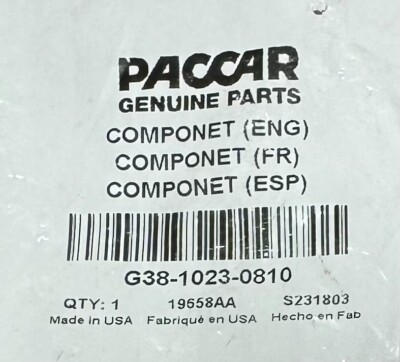 PACCAR
GENUINE PARTS
COMPONET (ENG)
COMPONET (FR)
COMPONET (ESP)
G38-1023-0810
QTY: 1 19658AA S231803
Made in USA Fabriqué en USA Hecho en Fab